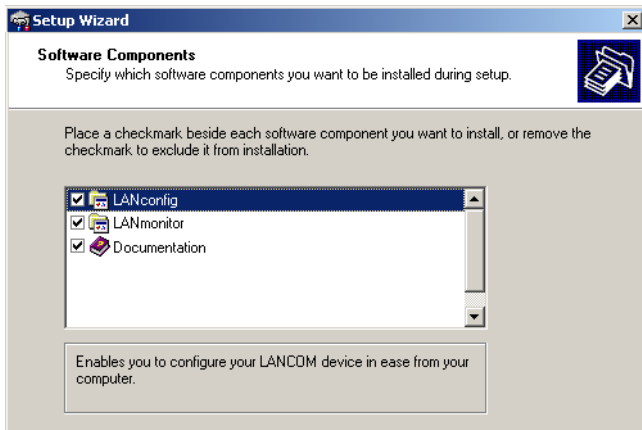 Setup Wizard
Software Components
Specify which software components you want to be installed during setup.
Place a checkmark beside each software component you want to install, or remove the
checkmark to exclude it from installation.
LANconfig
LANmonitor
Documentation
Enables you to configure your LANCOM device in ease from your
computer.